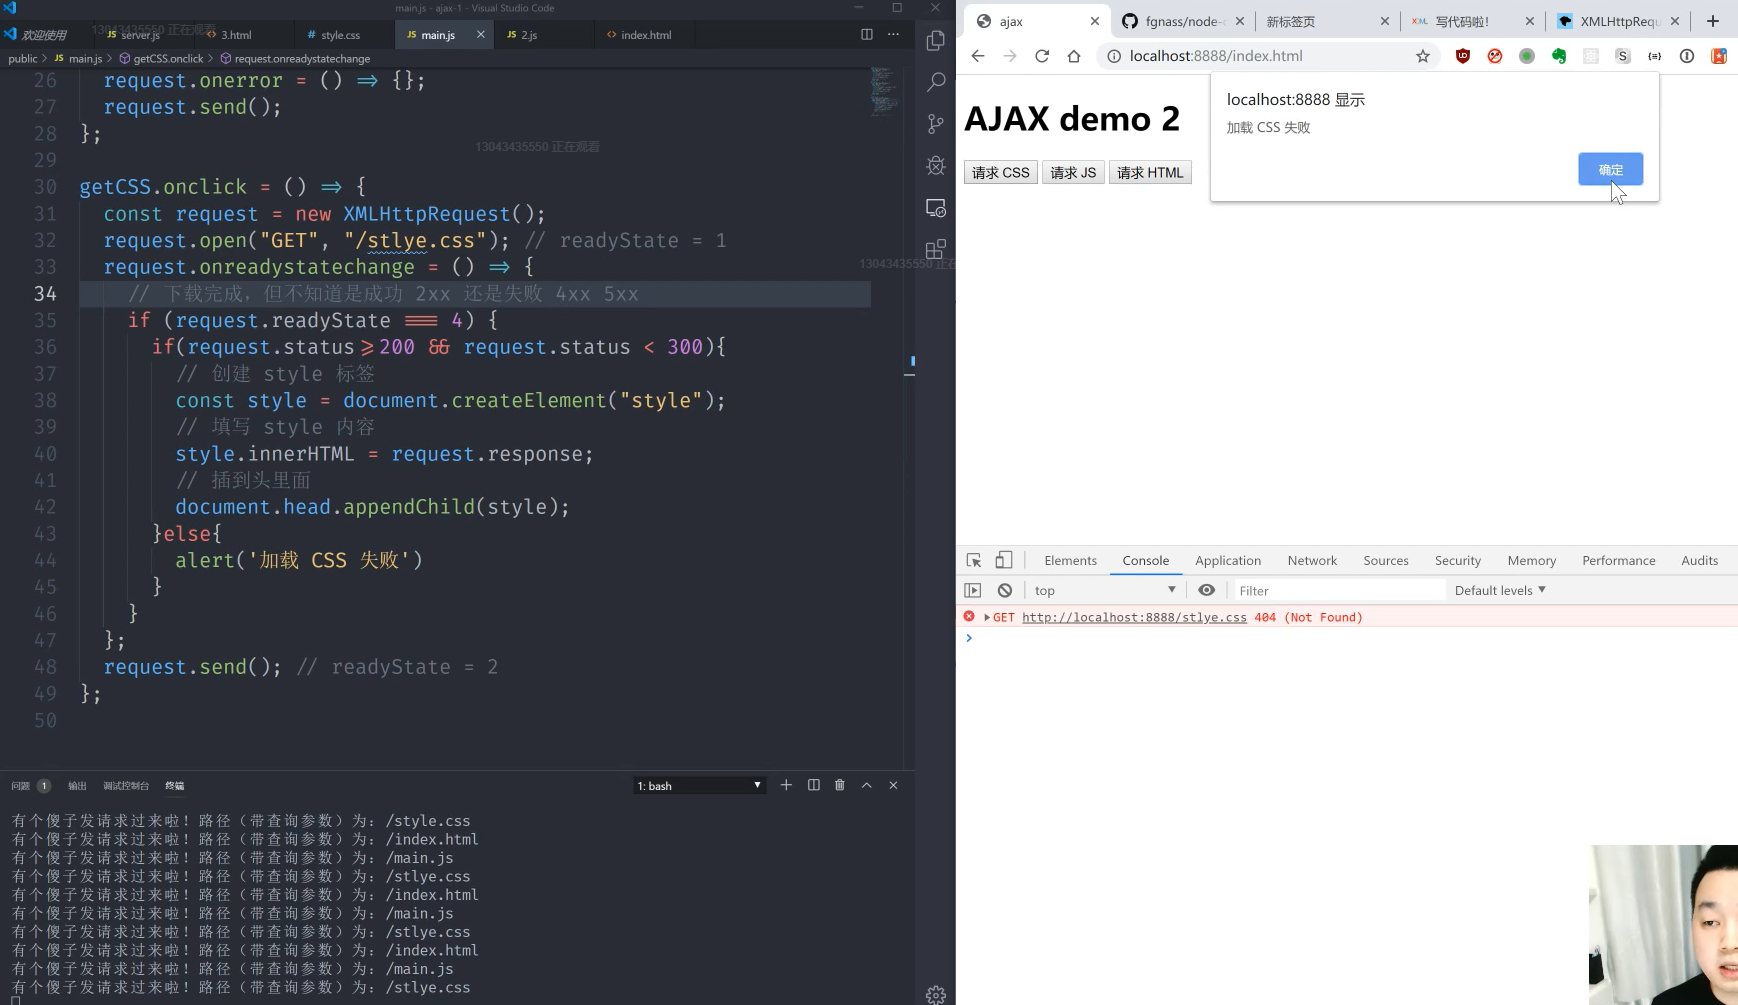 main.js - ajax-1 - Visual Studio Code
欢迎使用
server.js
3.html
style.css
main.js
2.js
index.html
13043435550 正在观看
public > main.js > getCSS.onclick > request.onreadystatechange
26 request.onerror = () => {};
27 request.send();
28 };
29
30 getCSS.onclick = () => {
31 const request = new XMLHttpRequest();
32 request.open("GET", "/stlye.css"); // readyState = 1
33 request.onreadystatechange = () => {
34 // 下载完成，但不知道是成功 2xx 还是失败 4xx 5xx
35 if (request.readyState === 4) {
36 if(request.status>=200 && request.status < 300){
37 // 创建 style 标签
38 const style = document.createElement("style");
39 // 填写 style 内容
40 style.innerHTML = request.response;
41 // 插到头里面
42 document.head.appendChild(style);
43 }else{
44 alert('加载 CSS 失败')
45 }
46 }
47 };
48 request.send(); // readyState = 2
49 };
50
13043435550 正在观看
13043435550 正在
问题 1 输出 调试控制台 终端
1: bash
有个傻子发请求过来啦！路径（带查询参数）为：/style.css
有个傻子发请求过来啦！路径（带查询参数）为：/index.html
有个傻子发请求过来啦！路径（带查询参数）为：/main.js
有个傻子发请求过来啦！路径（带查询参数）为：/stlye.css
有个傻子发请求过来啦！路径（带查询参数）为：/index.html
有个傻子发请求过来啦！路径（带查询参数）为：/main.js
有个傻子发请求过来啦！路径（带查询参数）为：/stlye.css
有个傻子发请求过来啦！路径（带查询参数）为：/index.html
有个傻子发请求过来啦！路径（带查询参数）为：/main.js
有个傻子发请求过来啦！路径（带查询参数）为：/stlye.css
ajax
fgnass/node-
新标签页
写代码啦!
XMLHttpRequ
localhost:8888/index.html
localhost:8888 显示
加载 CSS 失败
确定
AJAX demo 2
请求 CSS 请求 JS 请求 HTML
Elements Console Application Network Sources Security Memory Performance Audits
top Filter Default levels
GET http://localhost:8888/stlye.css 404 (Not Found)